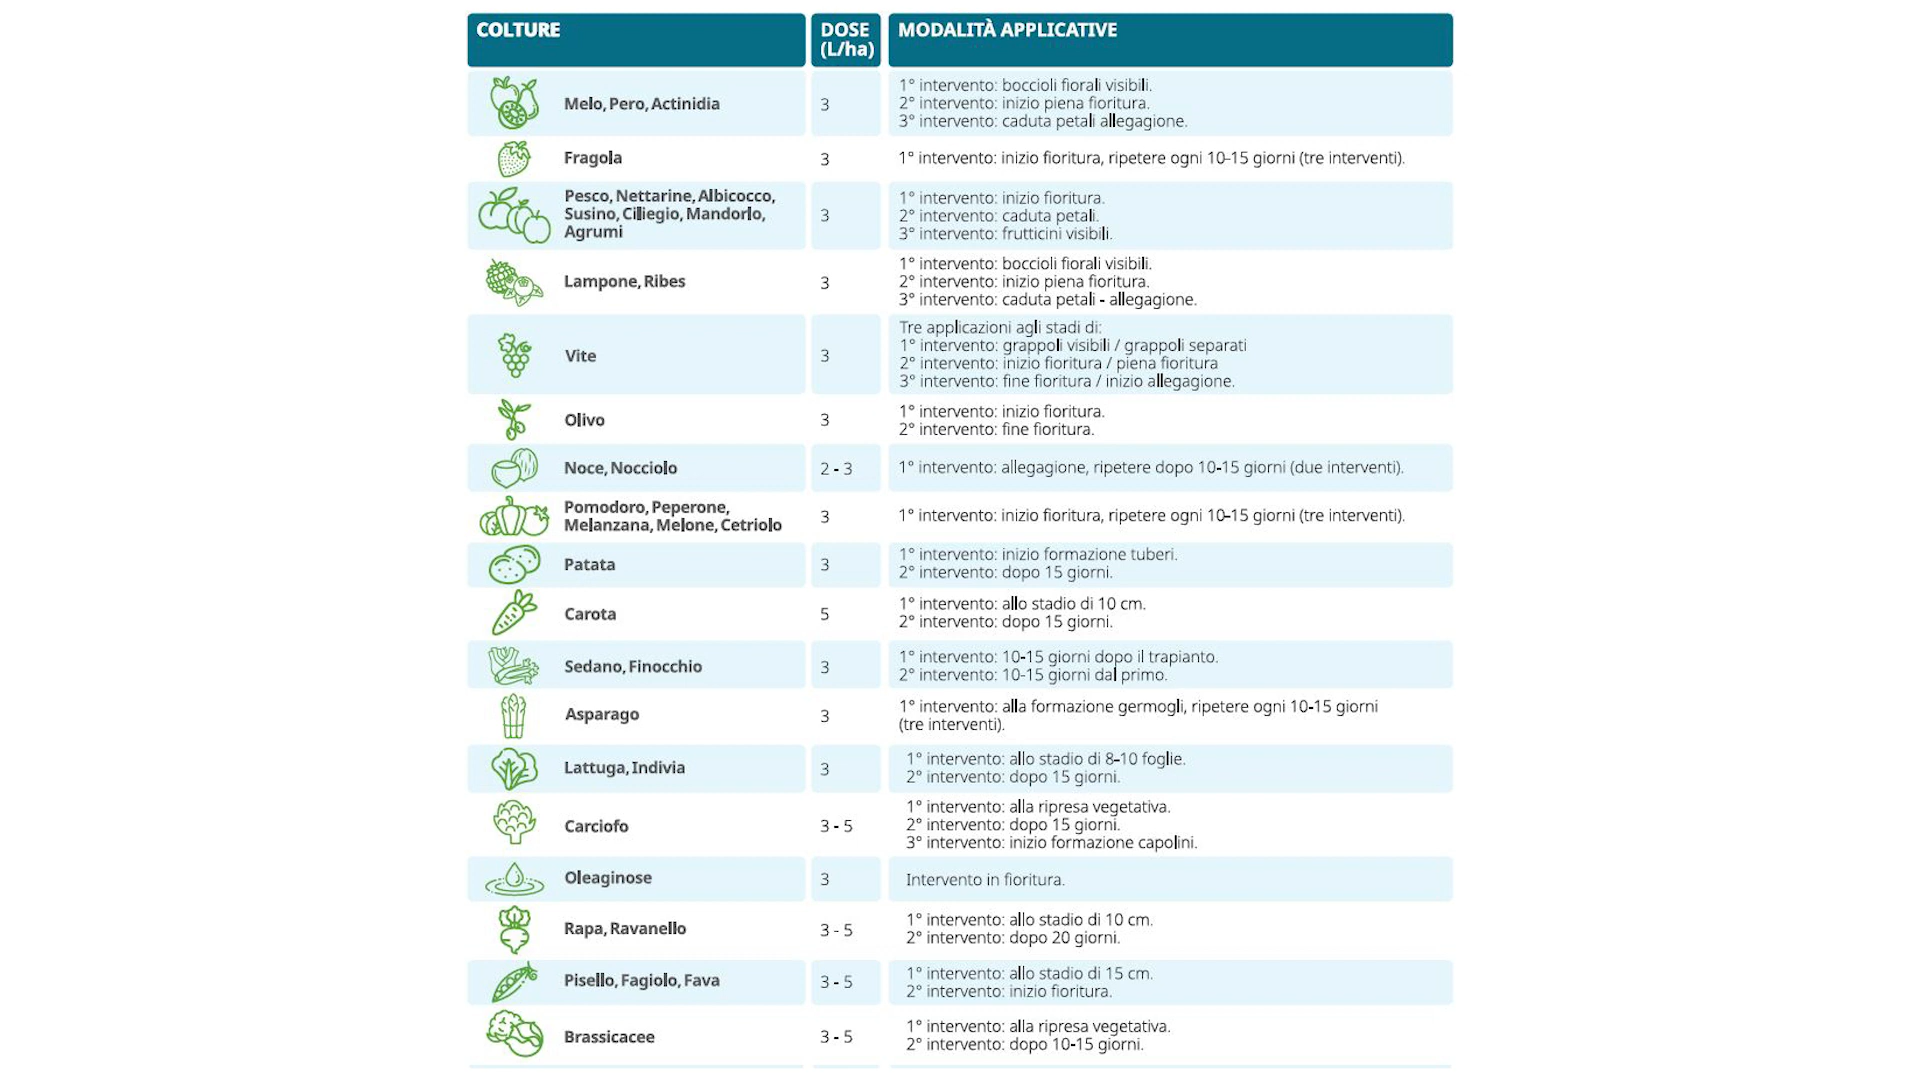 COLTURE
DOSE
(L/ha)
MODALITÀ APPLICATIVE
Melo, Pero, Actinidia
3
1° intervento: boccioli fiorali visibili.
2° intervento: inizio piena fioritura.
3° intervento: caduta petali allegagione.
Fragola
3
1° intervento: inizio fioritura, ripetere ogni 10-15 giorni (tre interventi).
Pesco, Nettarine, Albicocco,
Susino, Ciliegio, Mandorlo,
Agrumi
3
1° intervento: inizio fioritura.
2° intervento: caduta petali.
3° intervento: frutticini visibili.
Lampone, Ribes
3
1° intervento: boccioli fiorali visibili.
2° intervento: inizio piena fioritura.
3° intervento: caduta petali - allegagione.
Vite
3
Tre applicazioni agli stadi di:
1° intervento: grappoli visibili / grappoli separati
2° intervento: inizio fioritura / piena fioritura
3° intervento: fine fioritura / inizio allegagione.
Olivo
3
1° intervento: inizio fioritura.
2° intervento: fine fioritura.
Noce, Nocciolo
2 - 3
1° intervento: allegagione, ripetere dopo 10-15 giorni (due interventi).
Pomodoro, Peperone,
Melanzana, Melone, Cetriolo
3
1° intervento: inizio fioritura, ripetere ogni 10-15 giorni (tre interventi).
Patata
3
1° intervento: inizio formazione tuberi.
2° intervento: dopo 15 giorni.
Carota
5
1° intervento: allo stadio di 10 cm.
2° intervento: dopo 15 giorni.
Sedano, Finocchio
3
1° intervento: 10-15 giorni dopo il trapianto.
2° intervento: 10-15 giorni dal primo.
Asparago
3
1° intervento: alla formazione germogli, ripetere ogni 10-15 giorni
(tre interventi).
Lattuga, Indivia
3
1° intervento: allo stadio di 8-10 foglie.
2° intervento: dopo 15 giorni.
Carciofo
3 - 5
1° intervento: alla ripresa vegetativa.
2° intervento: dopo 15 giorni.
3° intervento: inizio formazione capolini.
Oleaginose
3
Intervento in fioritura.
Rapa, Ravanello
3 - 5
1° intervento: allo stadio di 10 cm.
2° intervento: dopo 20 giorni.
Pisello, Fagiolo, Fava
3 - 5
1° intervento: allo stadio di 15 cm.
2° intervento: inizio fioritura.
Brassicacee
3 - 5
1° intervento: alla ripresa vegetativa.
2° intervento: dopo 10-15 giorni.